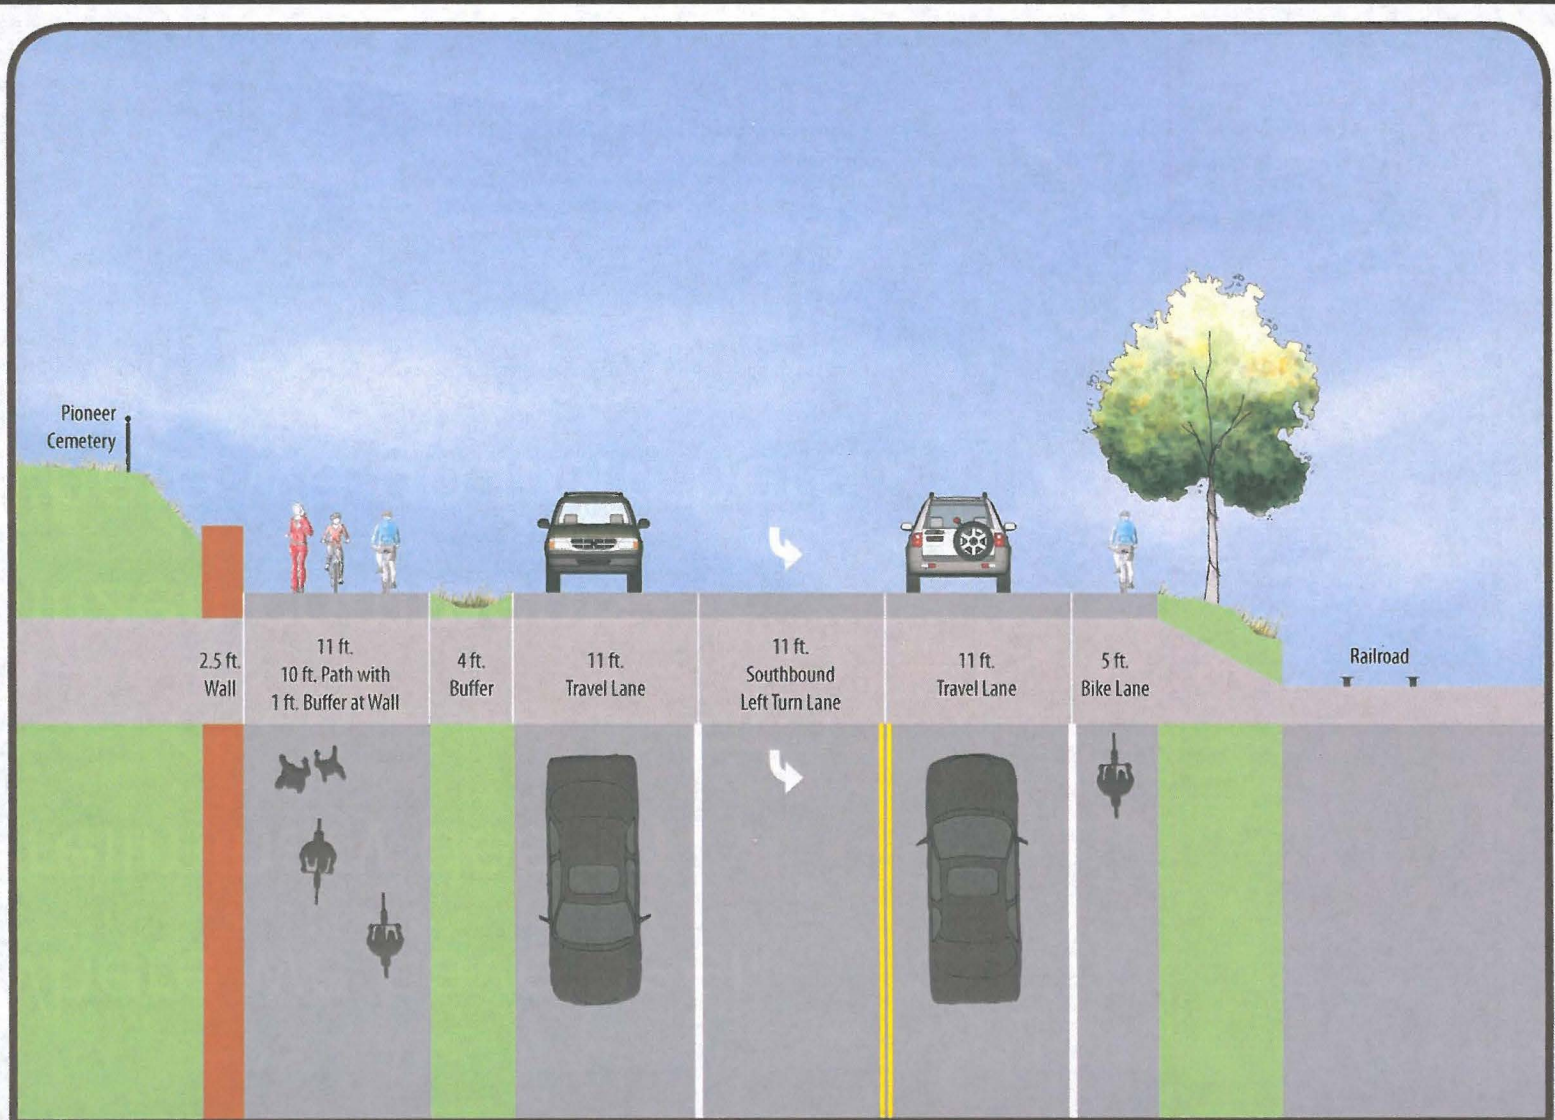 Pioneer
Cemetery
2.5 ft.
Wall
11 ft.
10 ft. Path with
1 ft. Buffer at Wall
4 ft.
Buffer
11 ft.
Travel Lane
11 ft.
Southbound
Left Turn Lane
11 ft.
Travel Lane
5 ft.
Bike Lane
Railroad